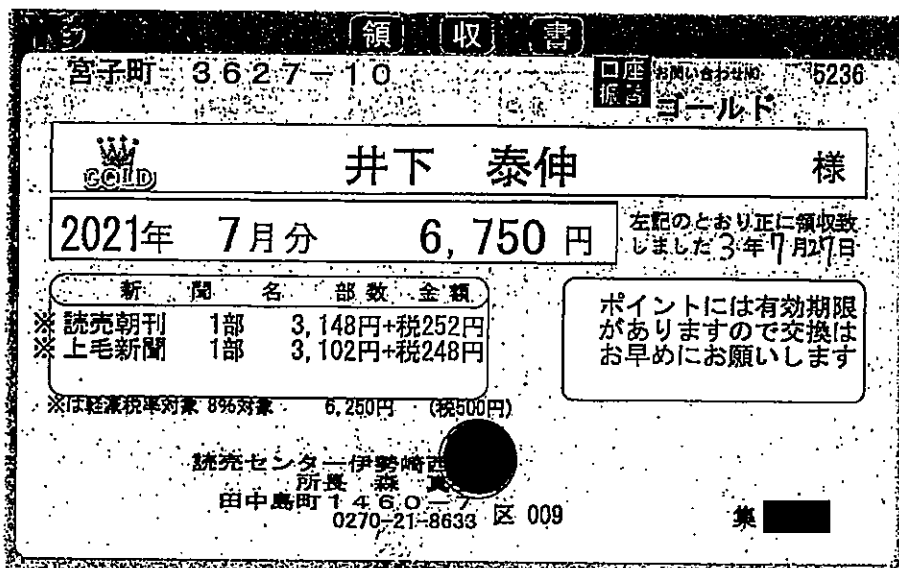 領 収 書
宮子町 3627-10
口座振替 お問い合わせNO 5236
ゴールド
GOLD 井下 泰伸 様
2021年 7月分 6,750 円
左記のとおり正に領収致
しました 3年7月27日
新 聞 名 部数 金額
※ 読売朝刊 1部 3,148円+税252円
※ 上毛新聞 1部 3,102円+税248円
ポイントには有効期限
がありますので交換は
お早めにお願いします
※は軽減税率対象 8%対象 6,250円 (税500円)
読売センター伊勢崎西
所長 森
田中島町1460-7
0270-21-8633 区 009
集